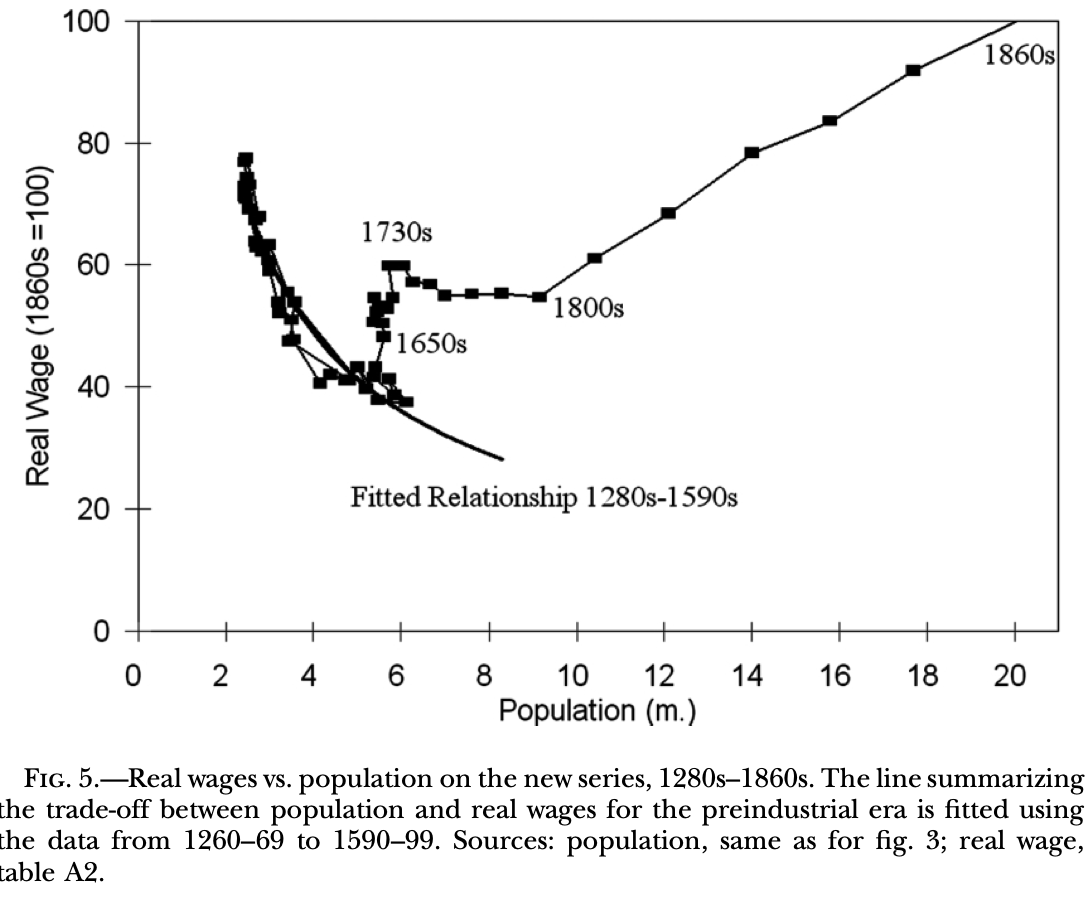 100
80
60
40
20
0
Real Wage (1860s =100)
1860s
1730s
1800s
1650s
Fitted Relationship 1280s-1590s
0 2 4 6 8 10 12 14 16 18 20
Population (m.)
FIG. 5.—Real wages vs. population on the new series, 1280s–1860s. The line summarizing
the trade-off between population and real wages for the preindustrial era is fitted using
the data from 1260–69 to 1590–99. Sources: population, same as for fig. 3; real wage,
table A2.